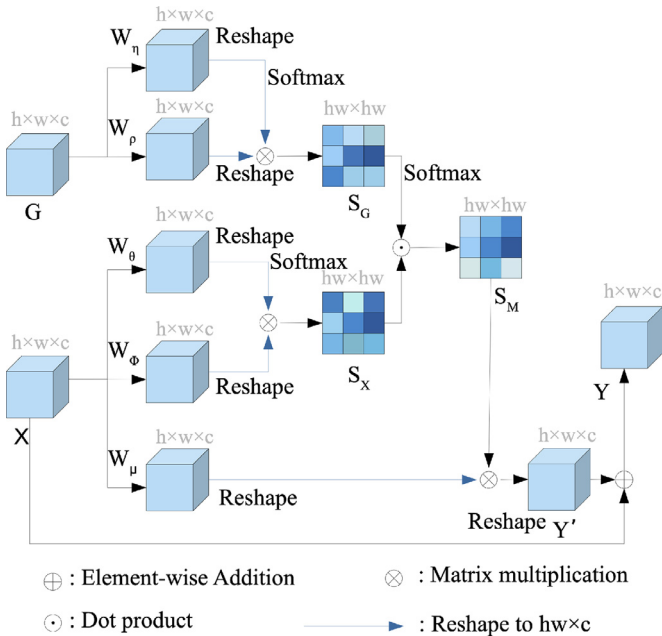 h×w×c
W_η
Reshape
Softmax
h×w×c
h×w×c
hw×hw
W_ρ
Reshape
Softmax
G
S_G
h×w×c
Reshape
hw×hw
W_θ
Softmax
hw×hw
S_M
h×w×c
h×w×c
h×w×c
W_Φ
Reshape
S_X
X
Y
h×w×c
W_μ
Reshape
Reshape
Y′
⊕ : Element-wise Addition
⊗ : Matrix multiplication
⊙ : Dot product
: Reshape to hw×c